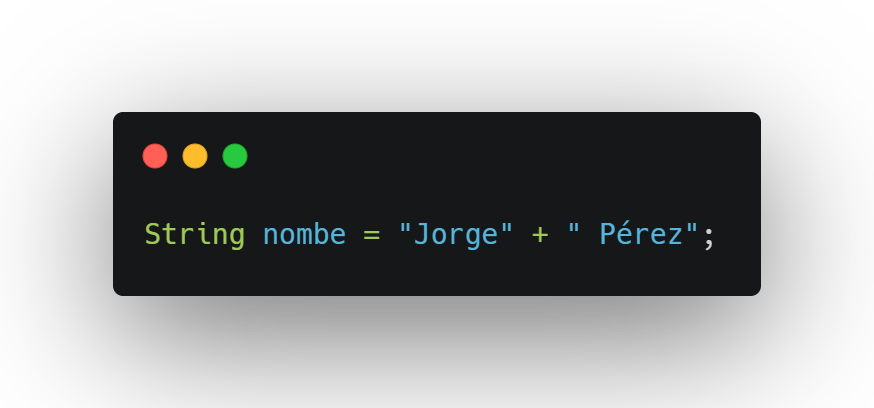 String nombe = "Jorge" + " Pérez";